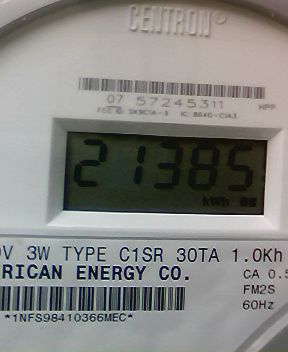 CENTRON®
07 57245311 HPP
21385
kWh
V 3W TYPE C1SR 30TA 1.0Kh
RICAN ENERGY CO.
CA 0.5
FM2S
60Hz
*1NFS98410366MEC*